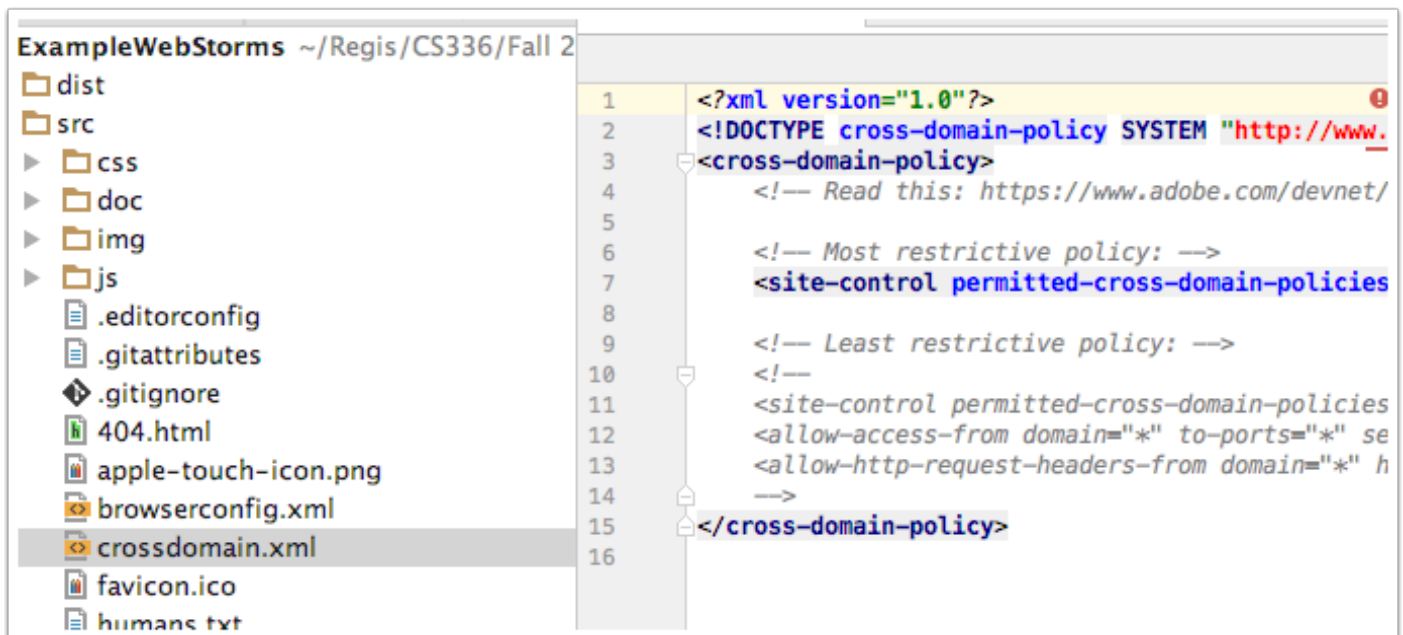 ExampleWebStorms ~/Regis/CS336/Fall 2
dist
src
css
doc
img
js
.editorconfig
.gitattributes
.gitignore
404.html
apple-touch-icon.png
browserconfig.xml
crossdomain.xml
favicon.ico
humans.txt
1 <?xml version="1.0"?>
2 <!DOCTYPE cross-domain-policy SYSTEM "http://www.
3 <cross-domain-policy>
4 <!-- Read this: https://www.adobe.com/devnet/
5
6 <!-- Most restrictive policy: -->
7 <site-control permitted-cross-domain-policies
8
9 <!-- Least restrictive policy: -->
10 <!--
11 <site-control permitted-cross-domain-policies
12 <allow-access-from domain="*" to-ports="*" se
13 <allow-http-request-headers-from domain="*" h
14 -->
15 </cross-domain-policy>
16